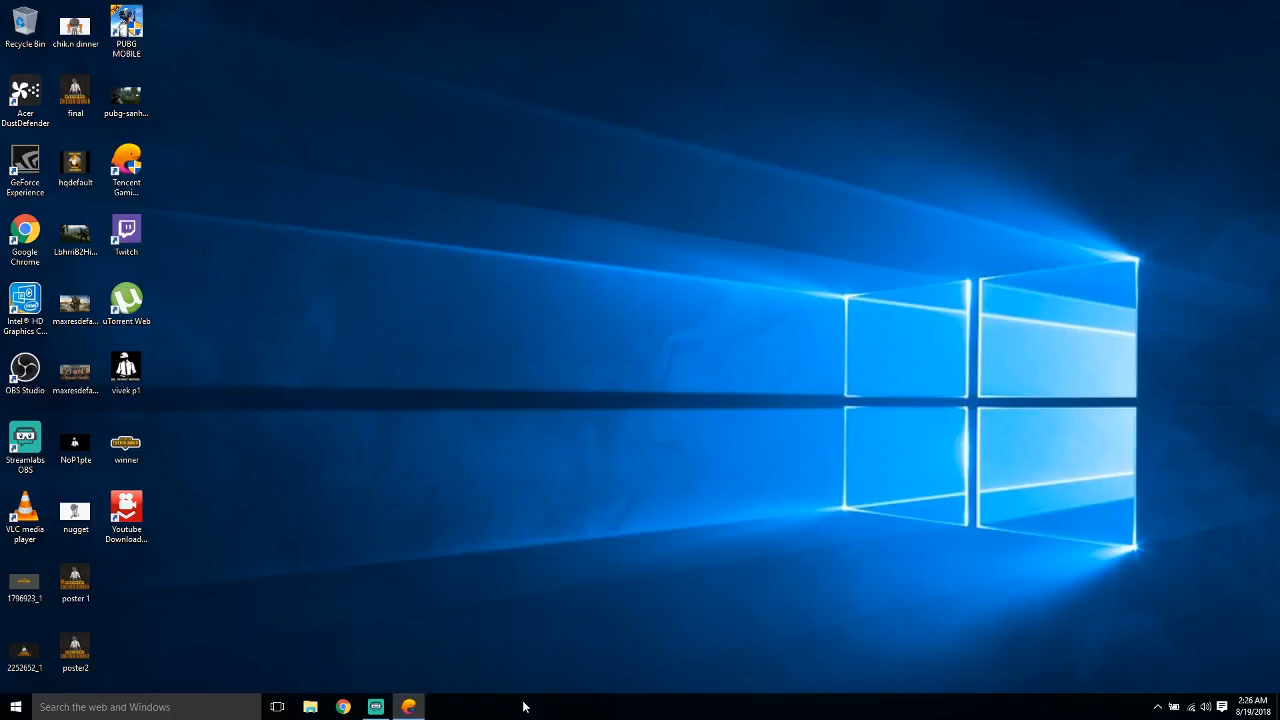 Recycle Bin
chik.n dinner
PUBG
MOBILE
Acer
DustDefender
final
pubg-sanh...
GeForce
Experience
hqdefault
Tencent
Gami...
Google
Chrome
LbhrriB2Hi...
Twitch
Intel® HD
Graphics C...
maxresdefa...
uTorrent Web
OBS Studio
maxresdefa...
vivek p1
Streamlabs
OBS
NoP1pte
winner
VLC media
player
nugget
Youtube
Download...
1796923_1
poster 1
2252652_1
poster2
Search the web and Windows
2:26 AM
8/19/2018